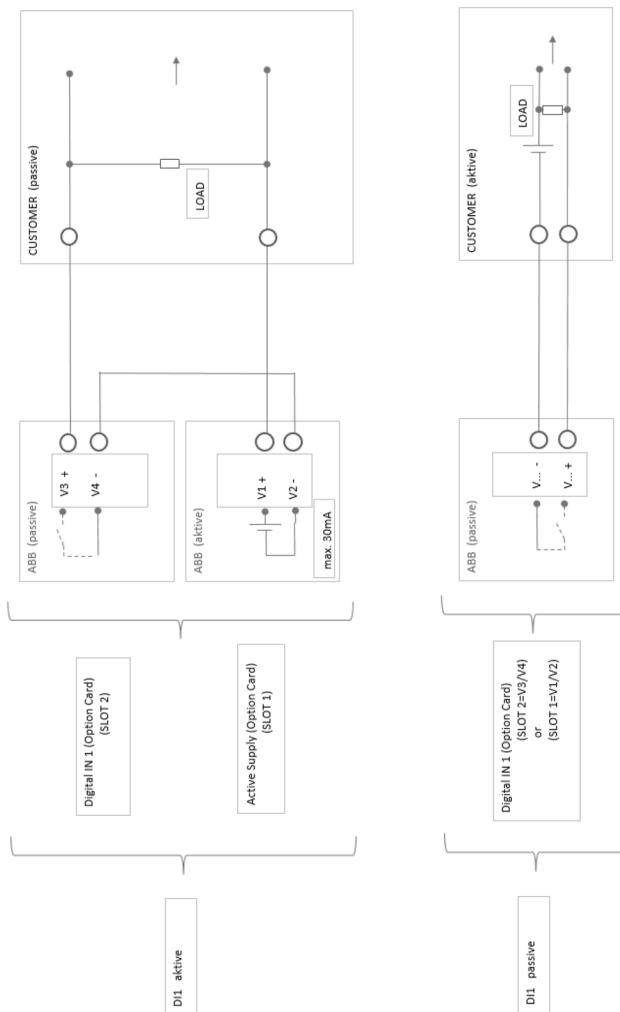 DI1 aktive
Digital IN 1 (Option Card)
(SLOT 2)
Active Supply (Option Card)
(SLOT 1)
ABB (passive)
V3 +
V4 -
ABB (aktive)
V1 +
V2 -
max. 30mA
CUSTOMER (passive)
LOAD
DI1 passive
Digital IN 1 (Option Card)
(SLOT 2=V3/V4)
or
(SLOT 1=V1/V2)
ABB (passive)
V... -
V... +
CUSTOMER (aktive)
LOAD